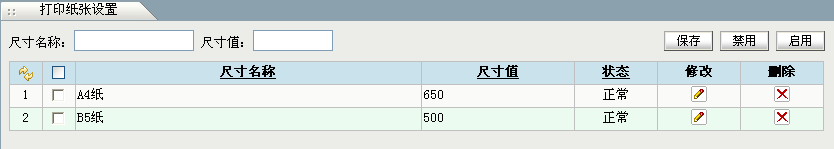 打印纸张设置
尺寸名称： 尺寸值： 保存 禁用 启用
尺寸名称 尺寸值 状态 修改 删除
1 A4纸 650 正常
2 B5纸 500 正常